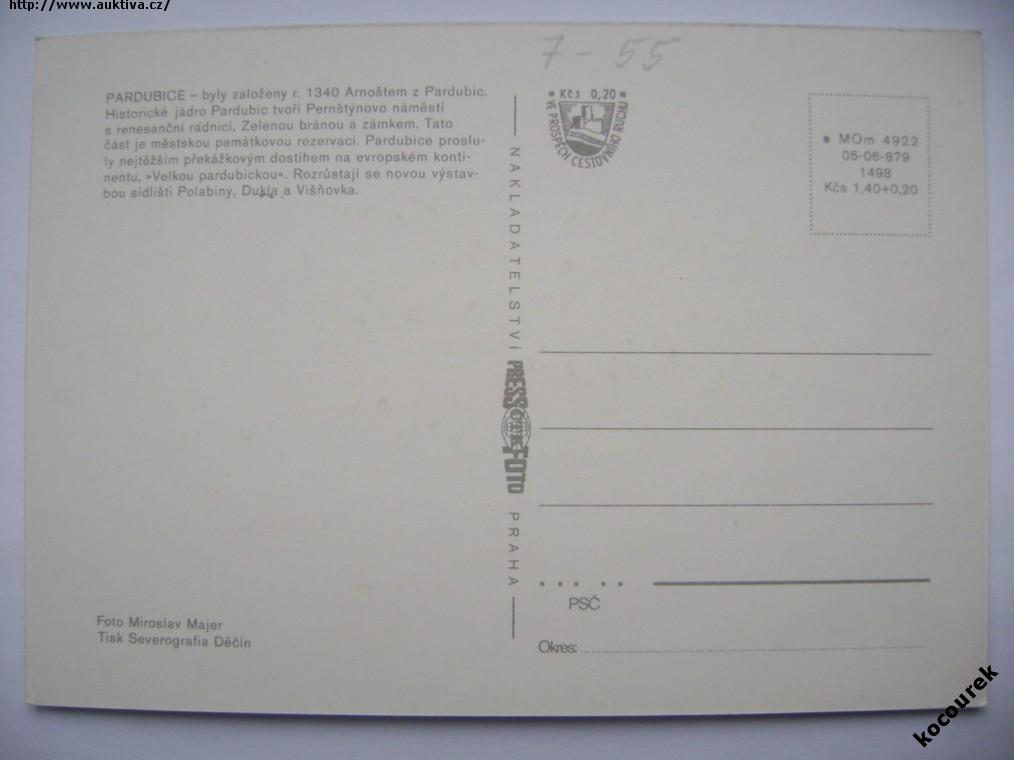 http://www.auktiva.cz/
7 - 55
PARDUBICE – byly založeny r. 1340 Arnoštem z Pardubic.
Historické jádro Pardubic tvoří Pernštýnovo náměstí
s renesanční radnicí, Zelenou bránou a zámkem. Tato
část je městskou památkovou rezervací. Pardubice proslu-
ly nejtěžším překážkovým dostihem na evropském konti-
nentu, »Velkou pardubickou«. Rozrůstají se novou výstav-
bou sídlišti Polabiny, Dukla a Višňovka.
Kčs 0,20
VE PROSPĚCH CESTOVNÍHO RUCHU
● MOm 4922
05-06-879
1498
Kčs 1,40+0,20
NAKLADATELSTVÍ
PRESS
ČTK
FOTO
PRAHA
PSČ
Okres:
Foto Miroslav Majer
Tisk Severografia Děčín
kocourek